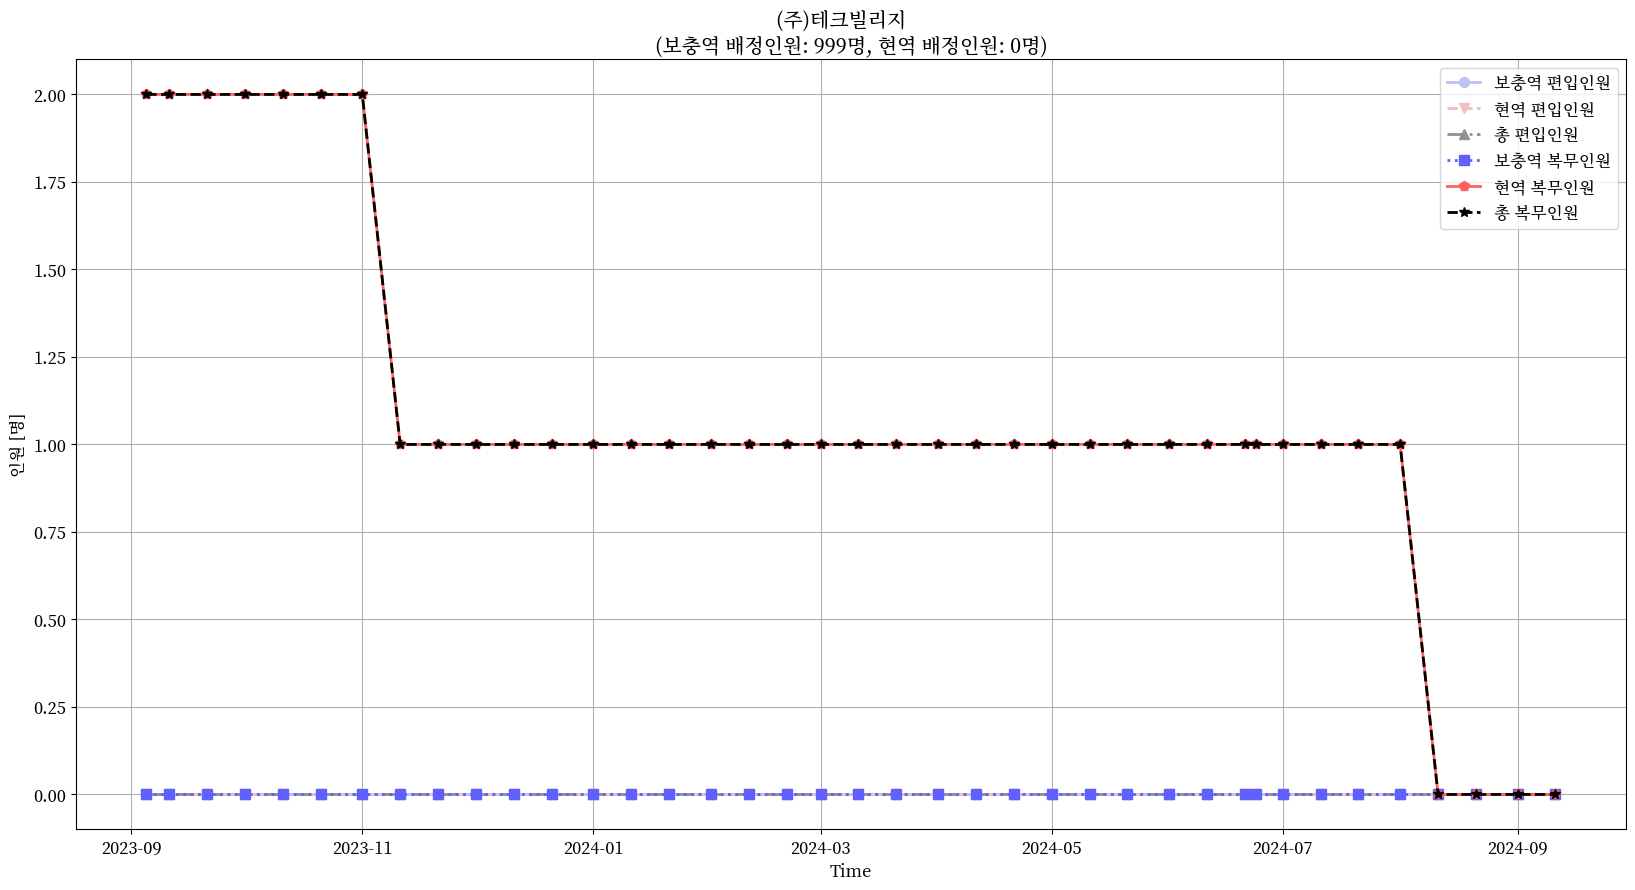 (주)테크빌리지
(보충역 배정인원: 999명, 현역 배정인원: 0명)
보충역 편입인원
현역 편입인원
총 편입인원
보충역 복무인원
현역 복무인원
총 복무인원
인원 [명]
2.00
1.75
1.50
1.25
1.00
0.75
0.50
0.25
0.00
2023-09
2023-11
2024-01
2024-03
2024-05
2024-07
2024-09
Time